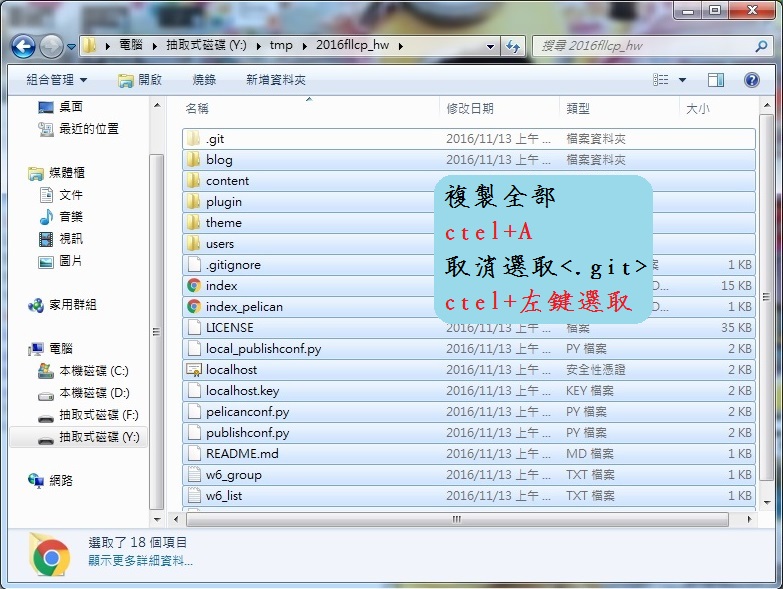 電腦 ▸ 抽取式磁碟 (Y:) ▸ tmp ▸ 2016fllcp_hw ▸
搜尋 2016fllcp_hw
組合管理 開啟 燒錄 新增資料夾
桌面
最近的位置
媒體櫃
文件
音樂
視訊
圖片
家用群組
電腦
本機磁碟 (C:)
本機磁碟 (D:)
抽取式磁碟 (F:)
抽取式磁碟 (Y:)
網路
名稱 修改日期 類型 大小
.git 2016/11/13 上午 ... 檔案資料夾
blog 2016/11/13 上午 ... 檔案資料夾
content
plugin
theme
users
.gitignore 1 KB
index 15 KB
index_pelican 1 KB
LICENSE 2016/11/13 上午 ... 檔案 35 KB
local_publishconf.py 2016/11/13 上午 ... PY 檔案 2 KB
localhost 2016/11/13 上午 ... 安全性憑證 2 KB
localhost.key 2016/11/13 上午 ... KEY 檔案 2 KB
pelicanconf.py 2016/11/13 上午 ... PY 檔案 2 KB
publishconf.py 2016/11/13 上午 ... PY 檔案 2 KB
README.md 2016/11/13 上午 ... MD 檔案 1 KB
w6_group 2016/11/13 上午 ... TXT 檔案 1 KB
w6_list 2016/11/13 上午 ... TXT 檔案 1 KB
複製全部
ctel+A
取消選取<.git>
ctel+左鍵選取
選取了 18 個項目
顯示更多詳細資料...